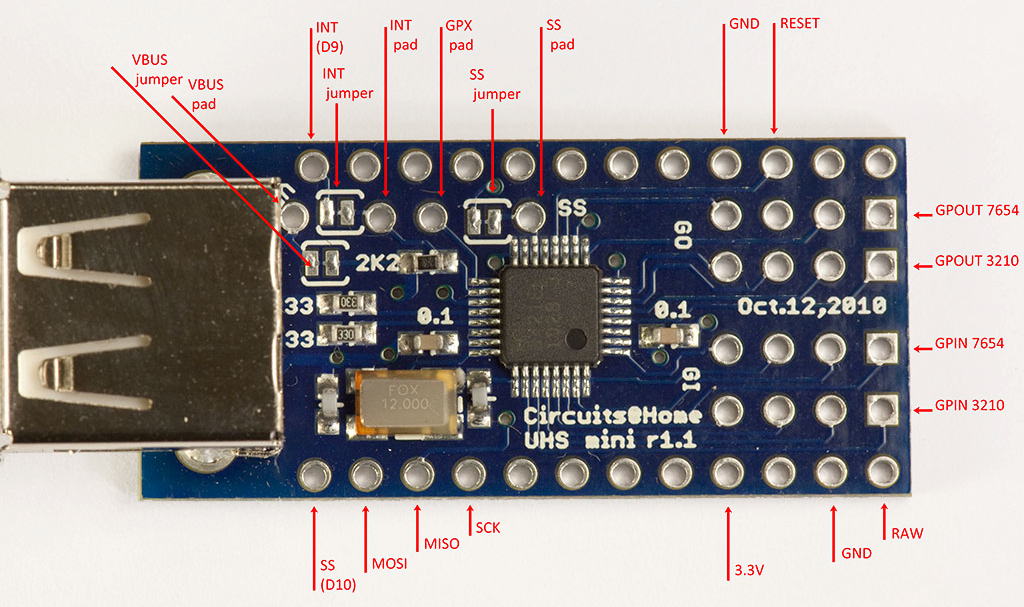 INT
(D9)
INT
pad
GPX
pad
SS
pad
GND
RESET
VBUS
jumper
VBUS
pad
INT
jumper
SS
jumper
SS
GPOUT 7654
GO
2K2
GPOUT 3210
33
330
0.1
0.1
Oct.12,2010
33
330
GPIN 7654
GI
FOX
12.000
GPIN 3210
Circuits@Home
UHS mini r1.1
SS
(D10)
MOSI
MISO
SCK
3.3V
GND
RAW